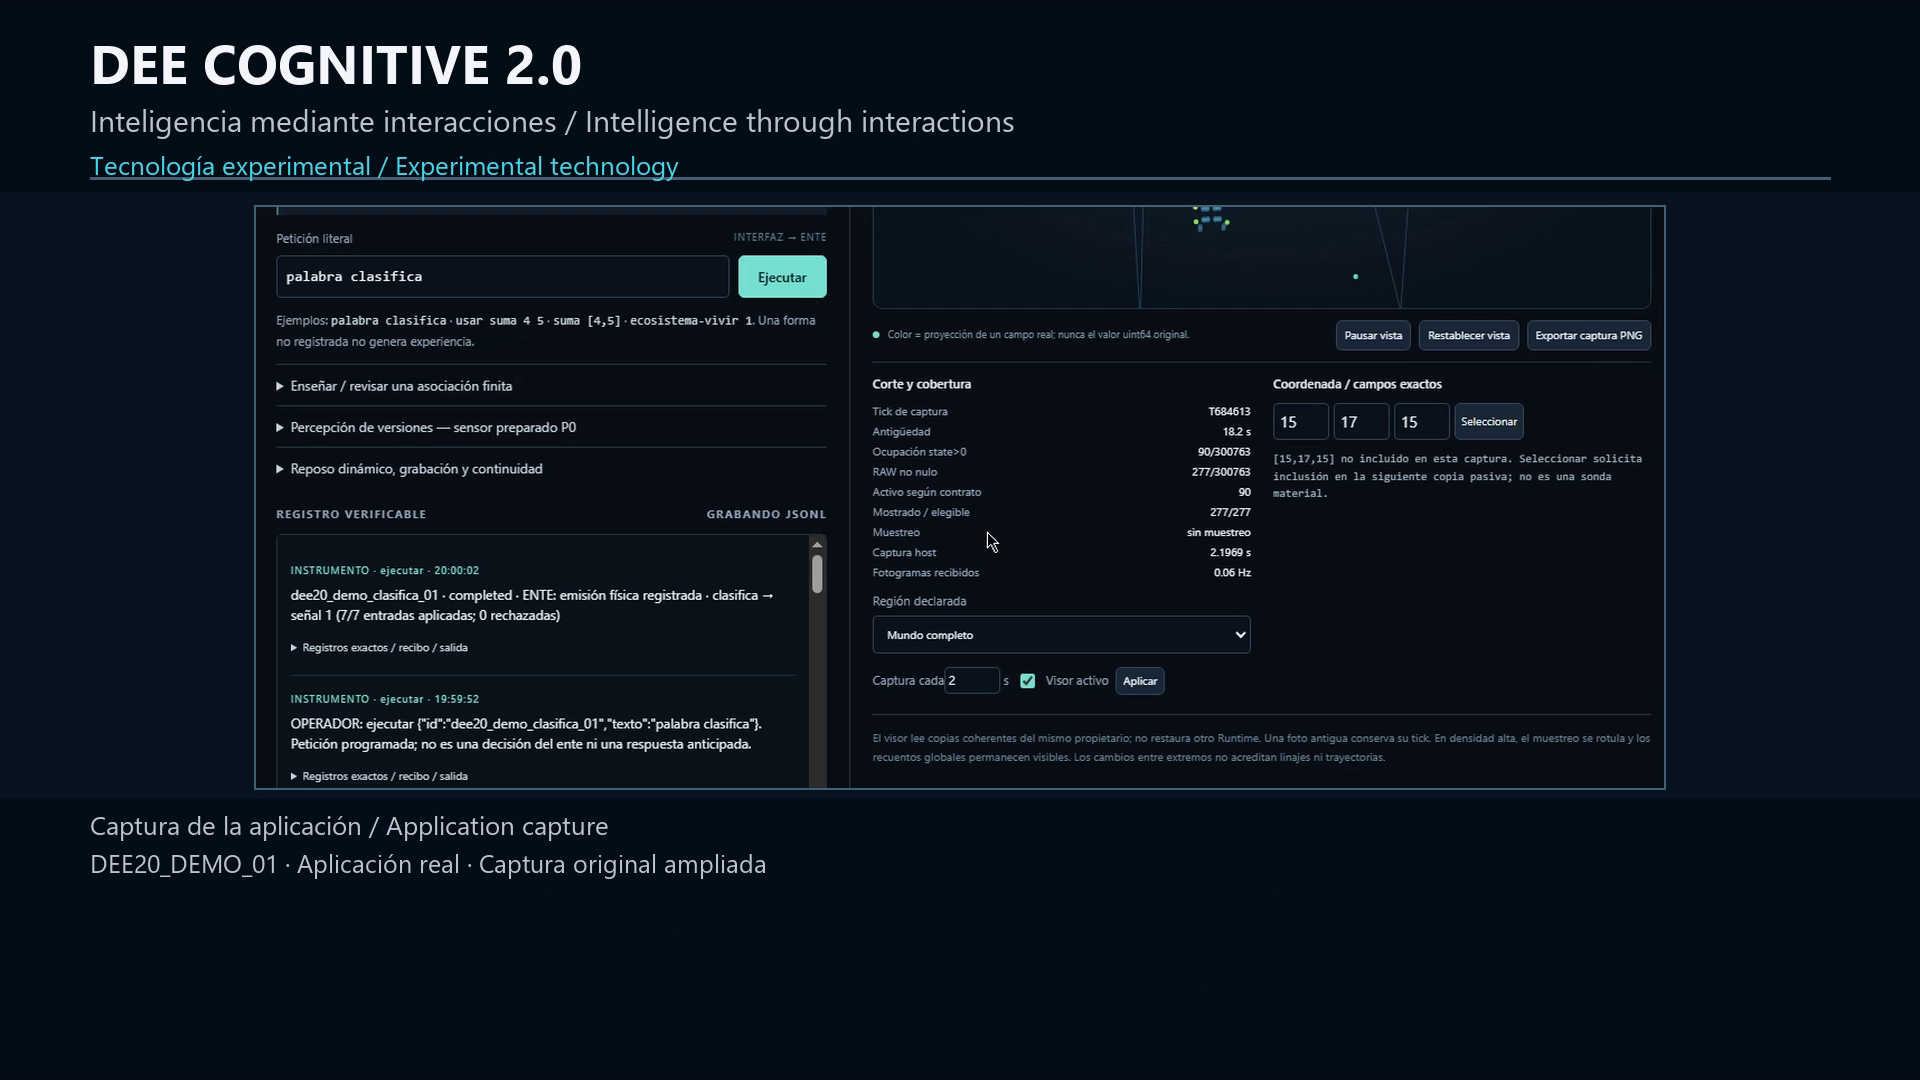 DEE COGNITIVE 2.0
Inteligencia mediante interacciones / Intelligence through interactions
Tecnología experimental / Experimental technology
Petición literal
INTERFAZ → ENTE
palabra clasifica
Ejecutar
Ejemplos: palabra clasifica · usar suma 4 5 · suma [4,5] · ecosistema-vivir 1. Una forma
no registrada no genera experiencia.
Enseñar / revisar una asociación finita
Percepción de versiones — sensor preparado P0
Reposo dinámico, grabación y continuidad
REGISTRO VERIFICABLE
GRABANDO JSONL
INSTRUMENTO · ejecutar · 20:00:02
dee20_demo_clasifica_01 · completed · ENTE: emisión física registrada · clasifica →
señal 1 (7/7 entradas aplicadas; 0 rechazadas)
Registros exactos / recibo / salida
INSTRUMENTO · ejecutar · 19:59:52
OPERADOR: ejecutar {"id":"dee20_demo_clasifica_01","texto":"palabra clasifica"}.
Petición programada; no es una decisión del ente ni una respuesta anticipada.
Registros exactos / recibo / salida
Color = proyección de un campo real; nunca el valor uint64 original.
Pausar vista
Restablecer vista
Exportar captura PNG
Corte y cobertura
Tick de captura T684613
Antigüedad 18.2 s
Ocupación state>0 90/300763
RAW no nulo 277/300763
Activo según contrato 90
Mostrado / elegible 277/277
Muestreo sin muestreo
Captura host 2.1969 s
Fotogramas recibidos 0.06 Hz
Región declarada
Mundo completo
Captura cada 2 s Visor activo Aplicar
Coordenada / campos exactos
15 17 15 Seleccionar
[15,17,15] no incluido en esta captura. Seleccionar solicita
inclusión en la siguiente copia pasiva; no es una sonda
material.
El visor lee copias coherentes del mismo propietario; no restaura otro Runtime. Una foto antigua conserva su tick. En densidad alta, el muestreo se rotula y los
recuentos globales permanecen visibles. Los cambios entre extremos no acreditan linajes ni trayectorias.
Captura de la aplicación / Application capture
DEE20_DEMO_01 · Aplicación real · Captura original ampliada